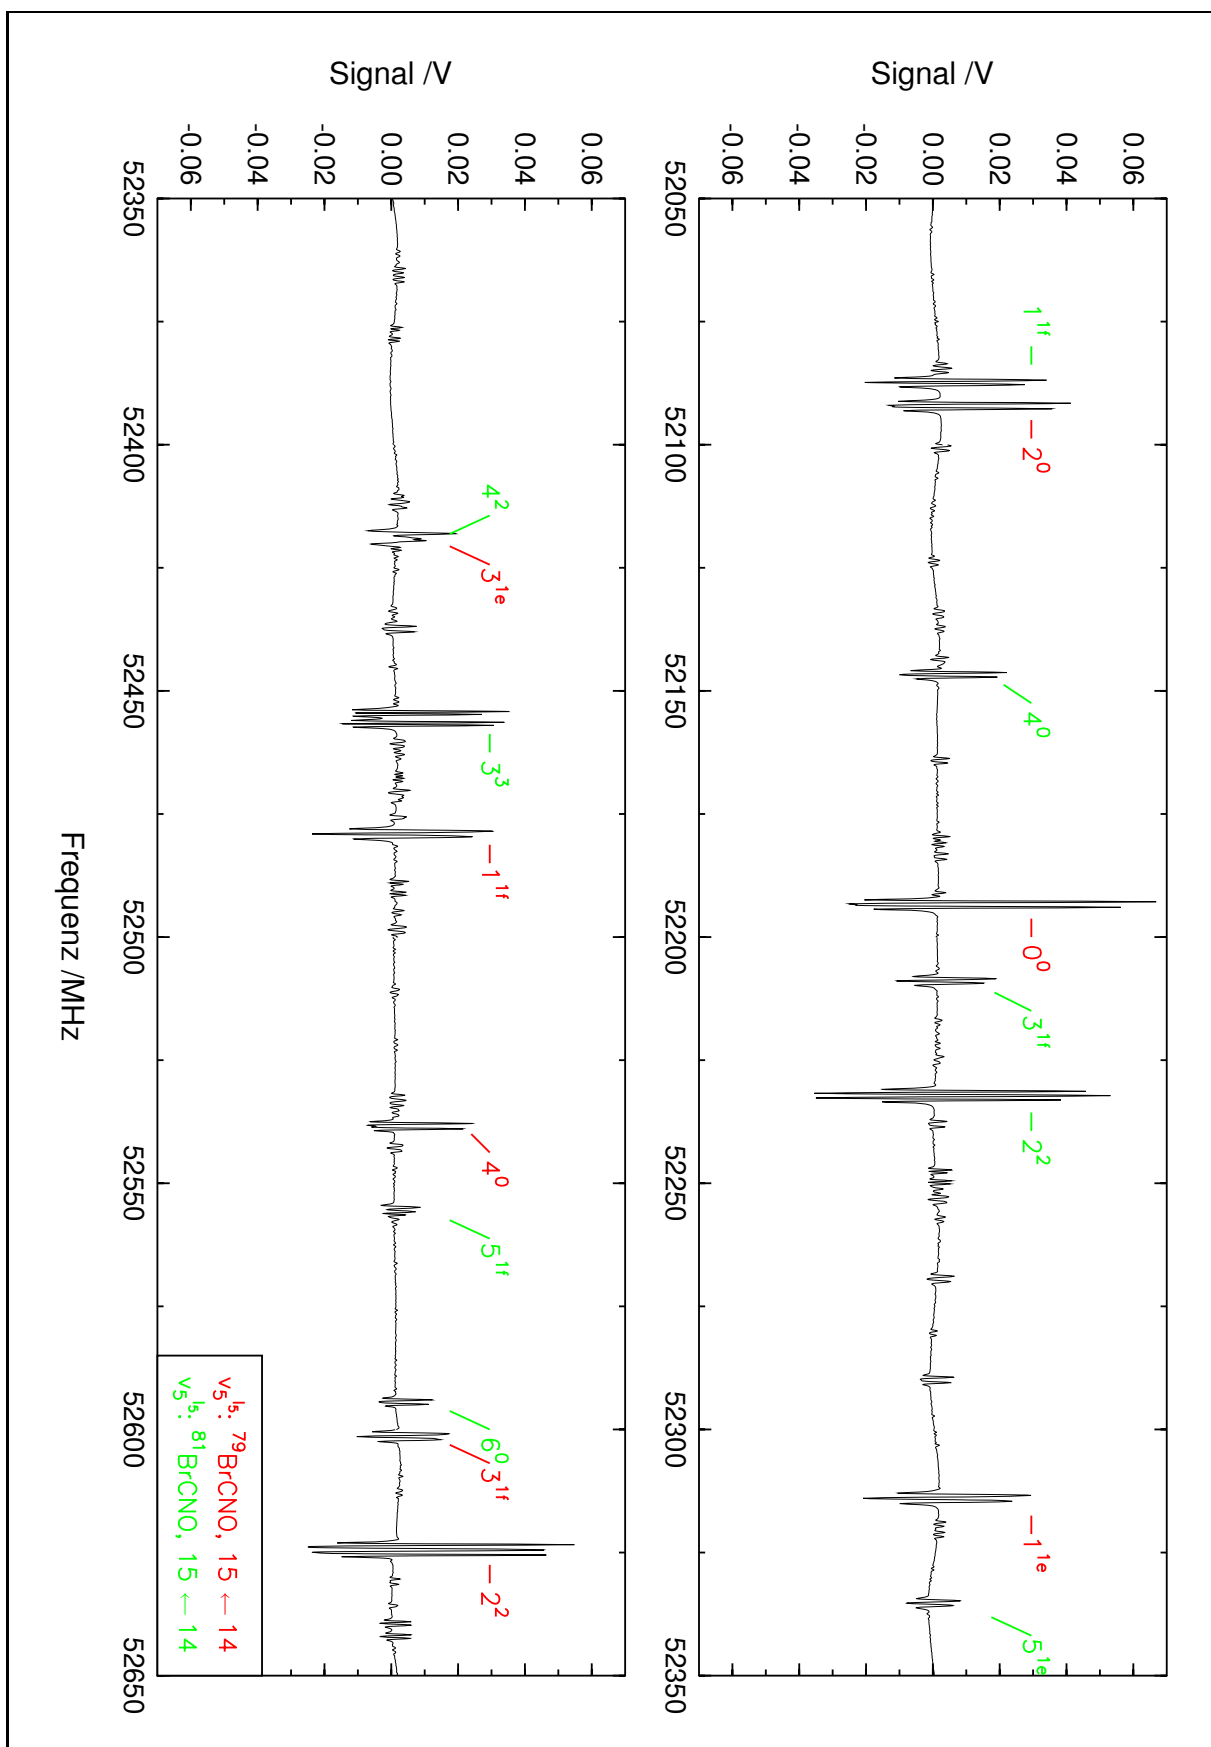 Signal /V
0.06
0.04
0.02
0.00
-0.02
-0.04
-0.06
1^1f
2^0
4^0
0^0
3^1f
2^2
1^1e
5^1e
52050
52100
52150
52200
52250
52300
52350
Signal /V
0.06
0.04
0.02
0.00
-0.02
-0.04
-0.06
4^2
3^1e
3^3
1^1f
4^0
5^1f
6^0
3^1f
2^2
v_5^l_5: ^79BrCNO, 15 ← 14
v_5^l_5: ^81BrCNO, 15 ← 14
52350
52400
52450
52500
52550
52600
52650
Frequenz /MHz